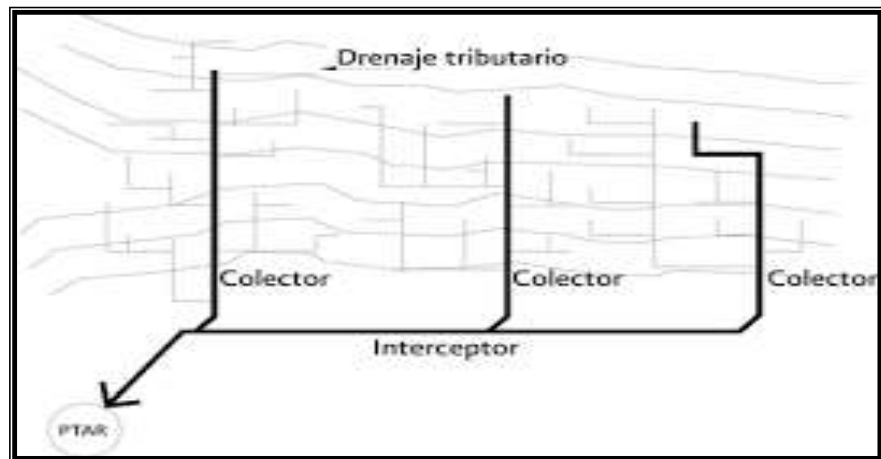 Drenaje tributario
Colector
Colector
Colector
Interceptor
PTAR